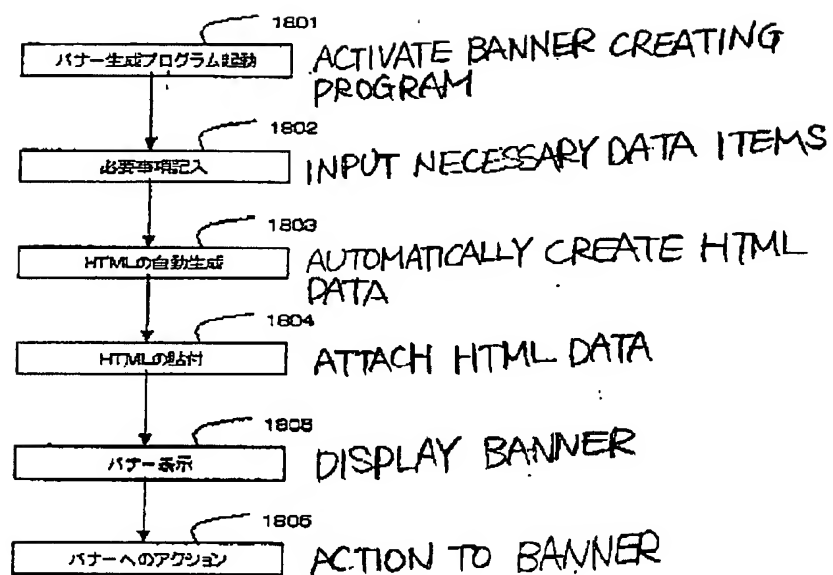 1801
バナー生成プログラム起動
ACTIVATE BANNER CREATING
PROGRAM
1802
必要事項記入
INPUT NECESSARY DATA ITEMS
1803
HTMLの自動生成
AUTOMATICALLY CREATE HTML
DATA
1804
HTMLの貼付
ATTACH HTML DATA
1805
バナー表示
DISPLAY BANNER
1806
バナーへのアクション
ACTION TO BANNER